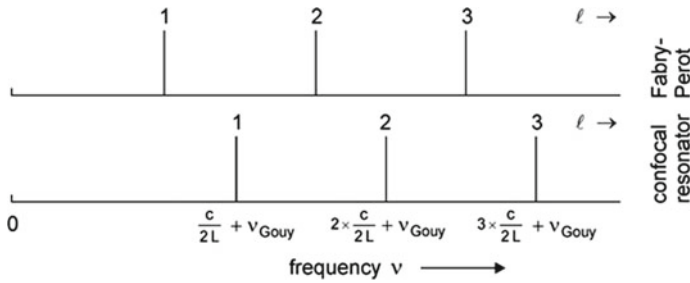 1 2 3 ℓ →
Fabry-
Perot
1 2 3 ℓ →
confocal
resonator
0 c/2L + νGouy 2 × c/2L + νGouy 3 × c/2L + νGouy
frequency ν